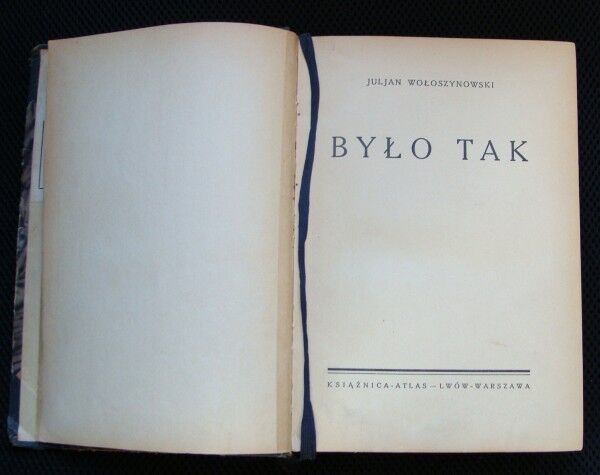 JULJAN WOŁOSZYNOWSKI
BYŁO TAK
KSIĄŻNICA-ATLAS — LWÓW-WARSZAWA